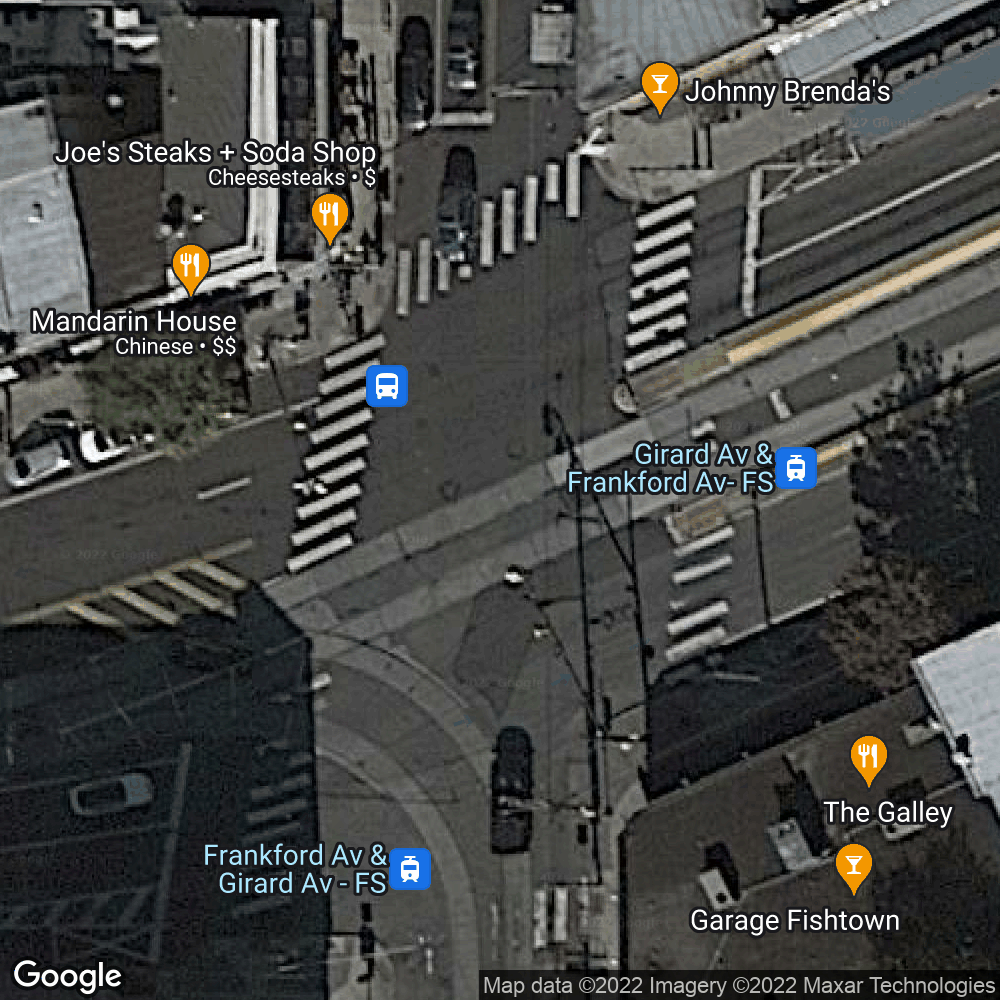 Johnny Brenda's
Joe's Steaks + Soda Shop
Cheesesteaks • $
Mandarin House
Chinese • $$
Girard Av &
Frankford Av- FS
The Galley
Frankford Av &
Girard Av - FS
Garage Fishtown
Google
Map data ©2022 Imagery ©2022 Maxar Technologies